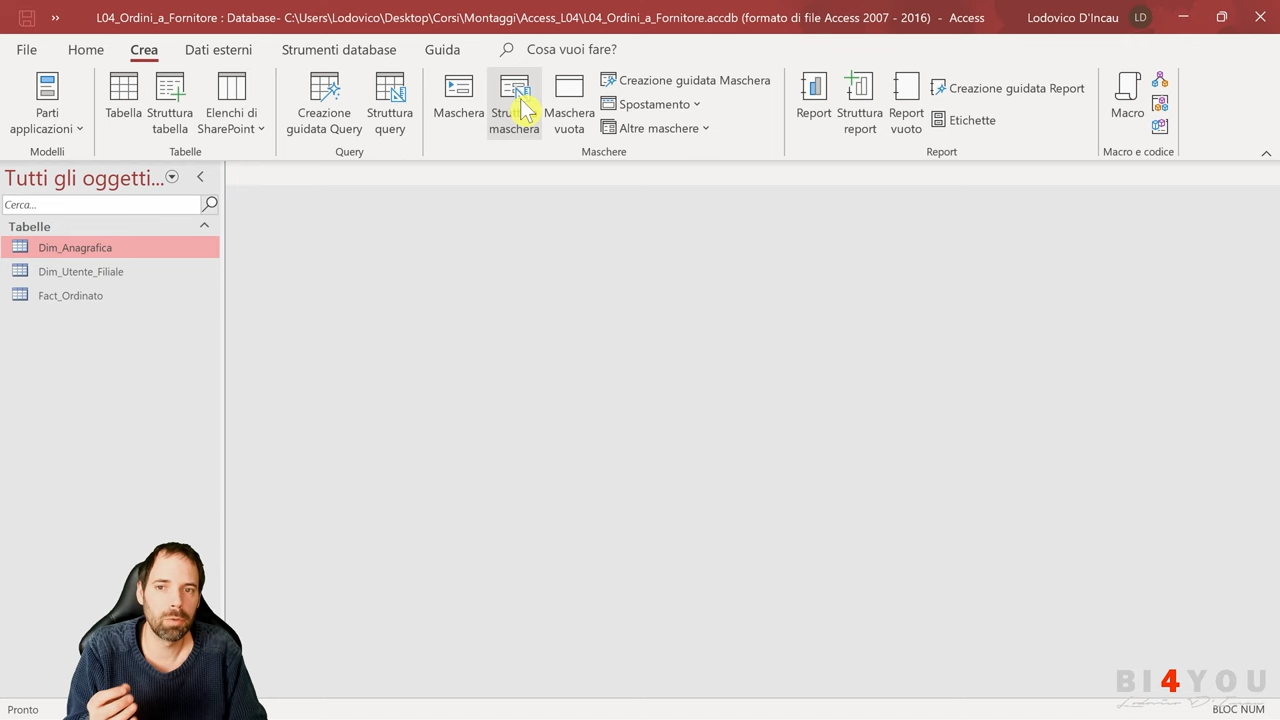 L04_Ordini_a_Fornitore : Database- C:\Users\Lodovico\Desktop\Corsi\Montaggi\Access_L04\L04_Ordini_a_Fornitore.accdb (formato di file Access 2007 - 2016) - Access
Lodovico D'Incau
LD
File
Home
Crea
Dati esterni
Strumenti database
Guida
Cosa vuoi fare?
Parti applicazioni
Modelli
Tabella
Struttura tabella
Elenchi di SharePoint
Tabelle
Creazione guidata Query
Struttura query
Query
Maschera
maschera
Maschera vuota
Creazione guidata Maschera
Spostamento
Altre maschere
Maschere
Report
Struttura report
Report vuoto
Creazione guidata Report
Etichette
Report
Macro
Macro e codice
Tutti gli oggetti...
Cerca...
Tabelle
Dim_Anagrafica
Dim_Utente_Filiale
Fact_Ordinato
BI4YOU
Lodovico D'Incau
Pronto
BLOC NUM